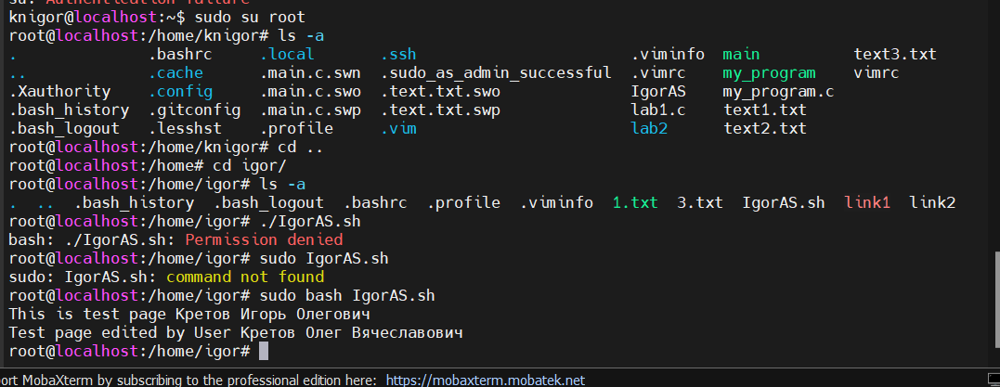 su: Authentication failure
knigor@localhost:~$ sudo su root
root@localhost:/home/knigor# ls -a
. .bashrc .local .ssh .viminfo main text3.txt
.. .cache .main.c.swn .sudo_as_admin_successful .vimrc my_program vimrc
.Xauthority .config .main.c.swo .text.txt.swo IgorAS my_program.c
.bash_history .gitconfig .main.c.swp .text.txt.swp lab1.c text1.txt
.bash_logout .lesshst .profile .vim lab2 text2.txt
root@localhost:/home/knigor# cd ..
root@localhost:/home# cd igor/
root@localhost:/home/igor# ls -a
. .. .bash_history .bash_logout .bashrc .profile .viminfo 1.txt 3.txt IgorAS.sh link1 link2
root@localhost:/home/igor# ./IgorAS.sh
bash: ./IgorAS.sh: Permission denied
root@localhost:/home/igor# sudo IgorAS.sh
sudo: IgorAS.sh: command not found
root@localhost:/home/igor# sudo bash IgorAS.sh
This is test page Кретов Игорь Олегович
Test page edited by User Кретов Олег Вячеславович
root@localhost:/home/igor#
ort MobaXterm by subscribing to the professional edition here: https://mobaxterm.mobatek.net